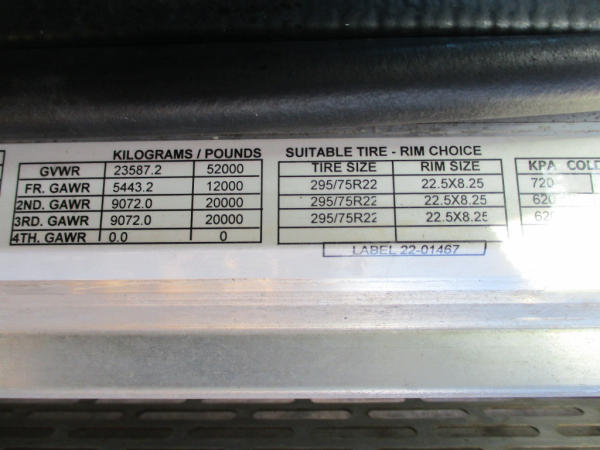 KILOGRAMS / POUNDS SUITABLE TIRE - RIM CHOICE
GVWR 23587.2 52000 TIRE SIZE RIM SIZE KPA COLD
FR. GAWR 5443.2 12000 295/75R22 22.5X8.25 720
2ND. GAWR 9072.0 20000 295/75R22 22.5X8.25 620
3RD. GAWR 9072.0 20000 295/75R22 22.5X8.25 620
4TH. GAWR 0.0 0
LABEL 22-01467